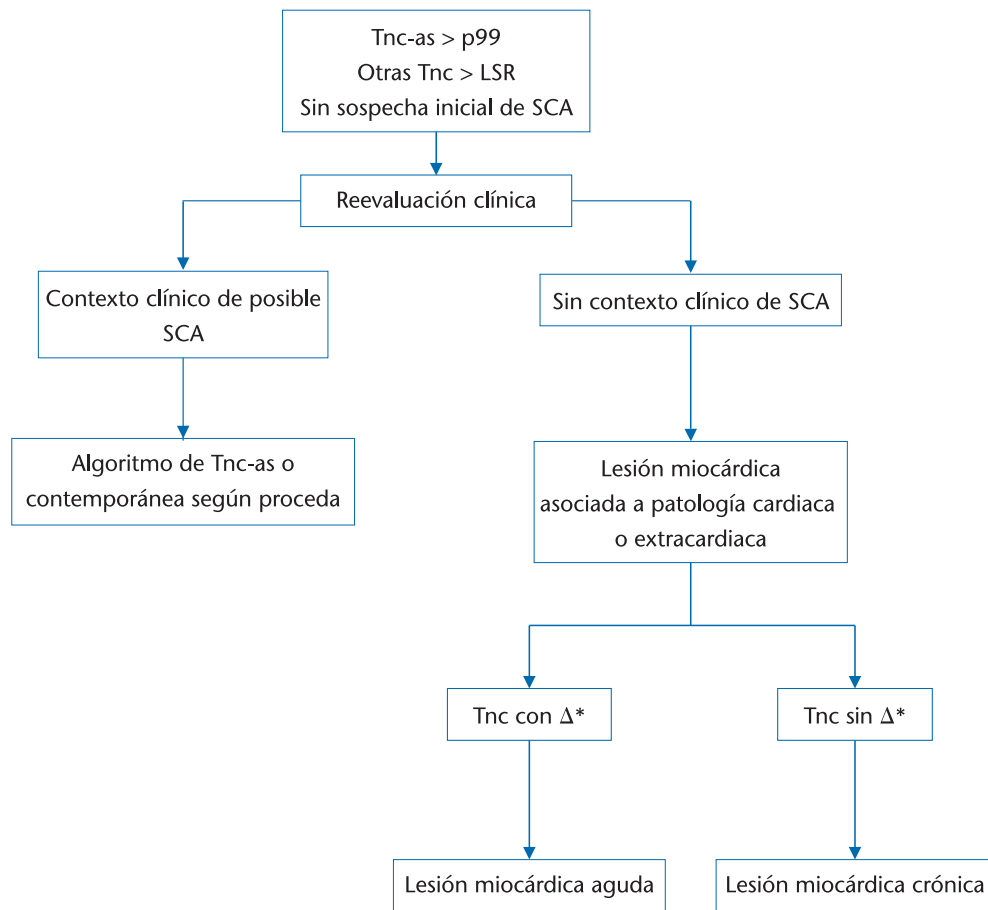 Tnc-as > p99
Otras Tnc > LSR
Sin sospecha inicial de SCA
Reevaluación clínica
Contexto clínico de posible
SCA
Sin contexto clínico de SCA
Algoritmo de Tnc-as o
contemporánea según proceda
Lesión miocárdica
asociada a patología cardiaca
o extracardiaca
Tnc con Δ*
Tnc sin Δ*
Lesión miocárdica aguda
Lesión miocárdica crónica